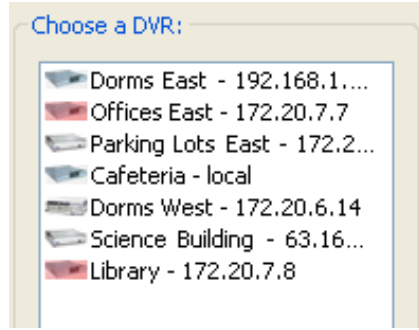 Choose a DVR:
Dorms East - 192.168.1....
Offices East - 172.20.7.7
Parking Lots East - 172.2...
Cafeteria - local
Dorms West - 172.20.6.14
Science Building - 63.16...
Library - 172.20.7.8